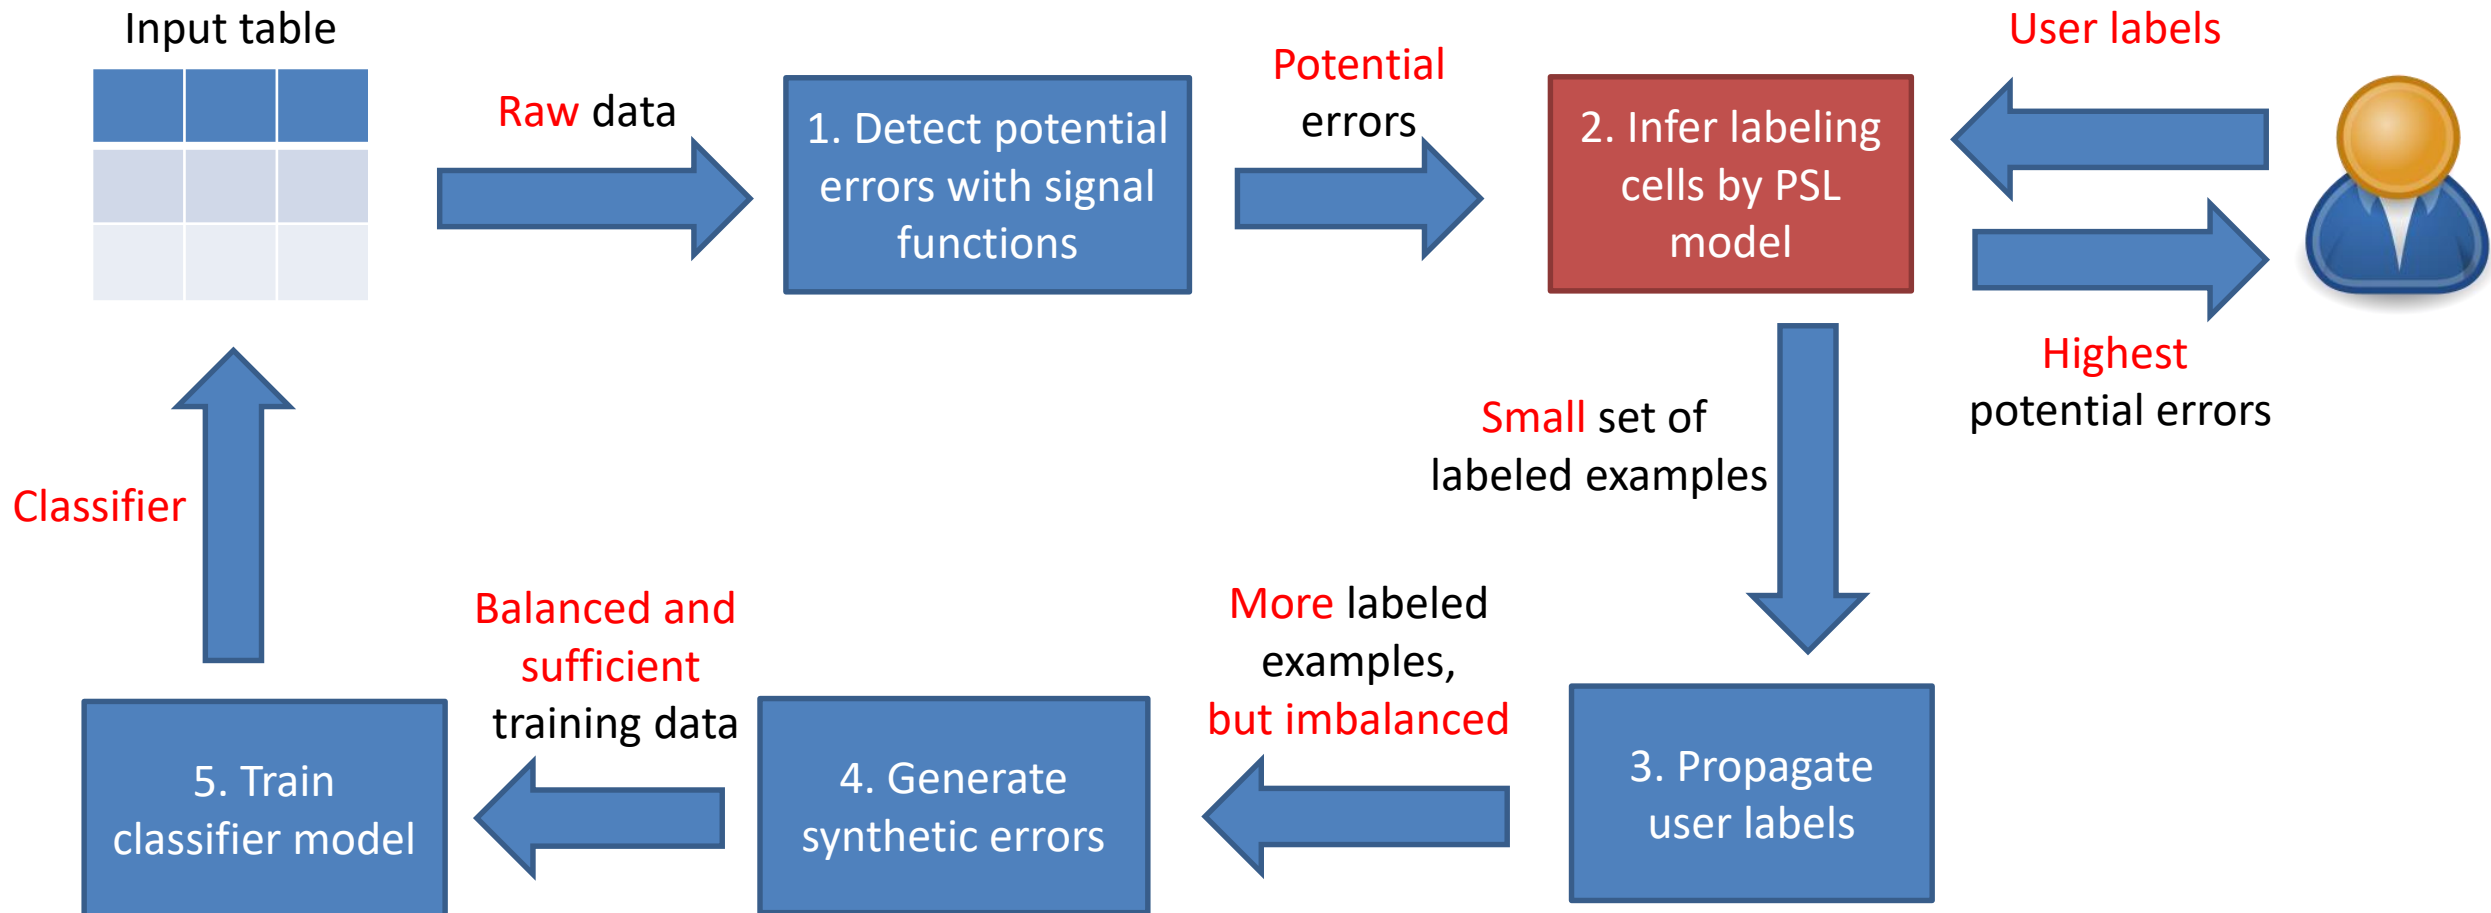 Input table
Raw data
1. Detect potential
errors with signal
functions
Potential
errors
2. Infer labeling
cells by PSL
model
User labels
Highest
potential errors
Small set of
labeled examples
3. Propagate
user labels
More labeled
examples,
but imbalanced
4. Generate
synthetic errors
Balanced and
sufficient
training data
5. Train
classifier model
Classifier